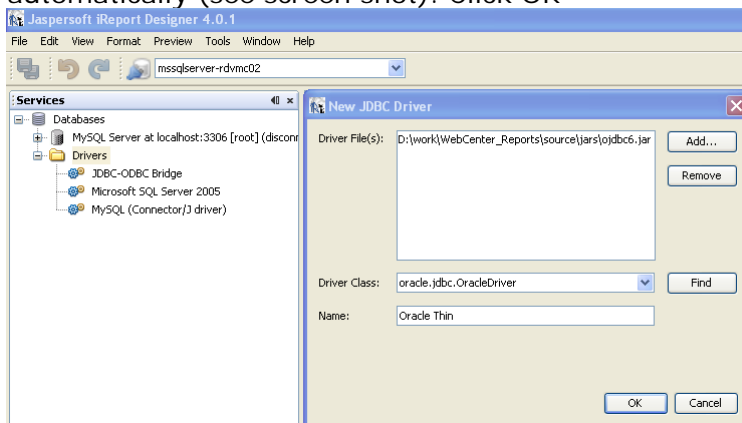 automatically (see screen shot). Click OK
Jaspersoft iReport Designer 4.0.1
File Edit View Format Preview Tools Window Help
mssqlserver-rdvmc02
Services
Databases
MySQL Server at localhost:3306 [root] (disconr
Drivers
JDBC-ODBC Bridge
Microsoft SQL Server 2005
MySQL (Connector/J driver)
New JDBC Driver
Driver File(s): D:\work\WebCenter_Reports\source\jars\ojdbc6.jar Add...
Remove
Driver Class: oracle.jdbc.OracleDriver Find
Name: Oracle Thin
OK Cancel